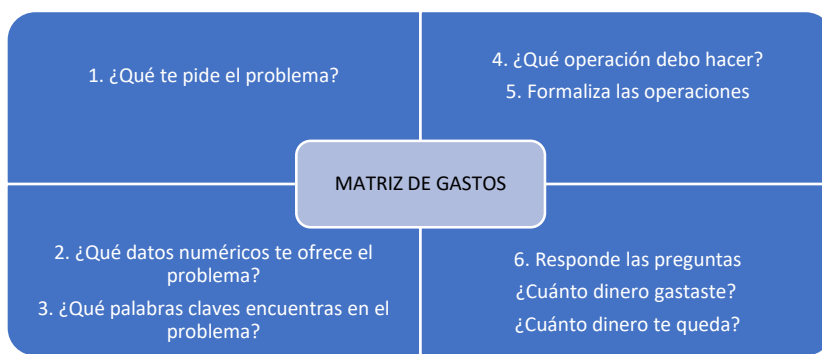 1. ¿Qué te pide el problema?
4. ¿Qué operación debo hacer?
5. Formaliza las operaciones
MATRIZ DE GASTOS
2. ¿Qué datos numéricos te ofrece el
problema?
3. ¿Qué palabras claves encuentras en el
problema?
6. Responde las preguntas
¿Cuánto dinero gastaste?
¿Cuánto dinero te queda?